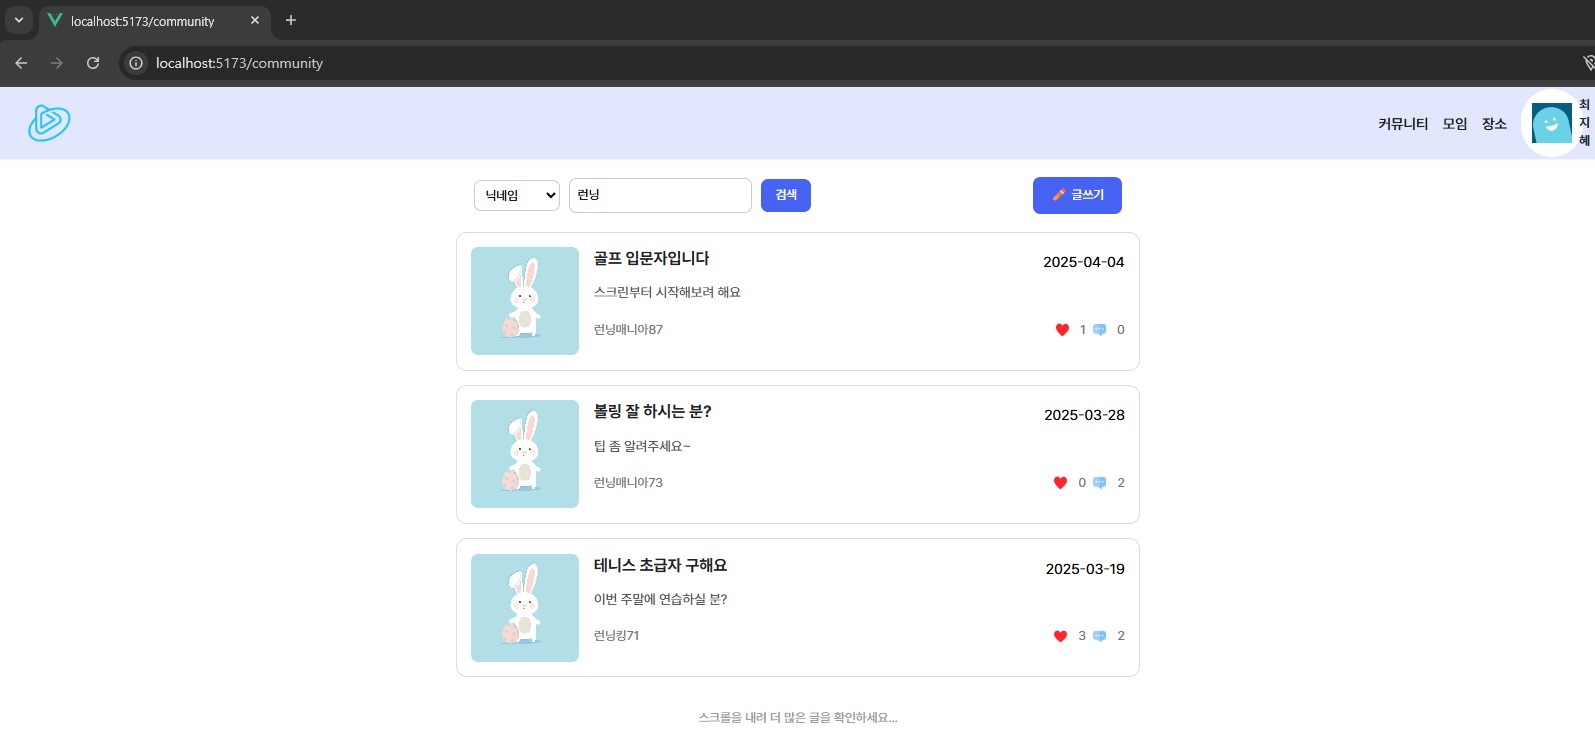 localhost:5173/community
localhost:5173/community
커뮤니티 모임 장소 최지혜
닉네임 런닝 검색 글쓰기
골프 입문자입니다 2025-04-04
스크린부터 시작해보려 해요
런닝매니아87 1 0
볼링 잘 하시는 분? 2025-03-28
팁 좀 알려주세요~
런닝매니아73 0 2
테니스 초급자 구해요 2025-03-19
이번 주말에 연습하실 분?
런닝킹71 3 2
스크롤을 내려 더 많은 글을 확인하세요...